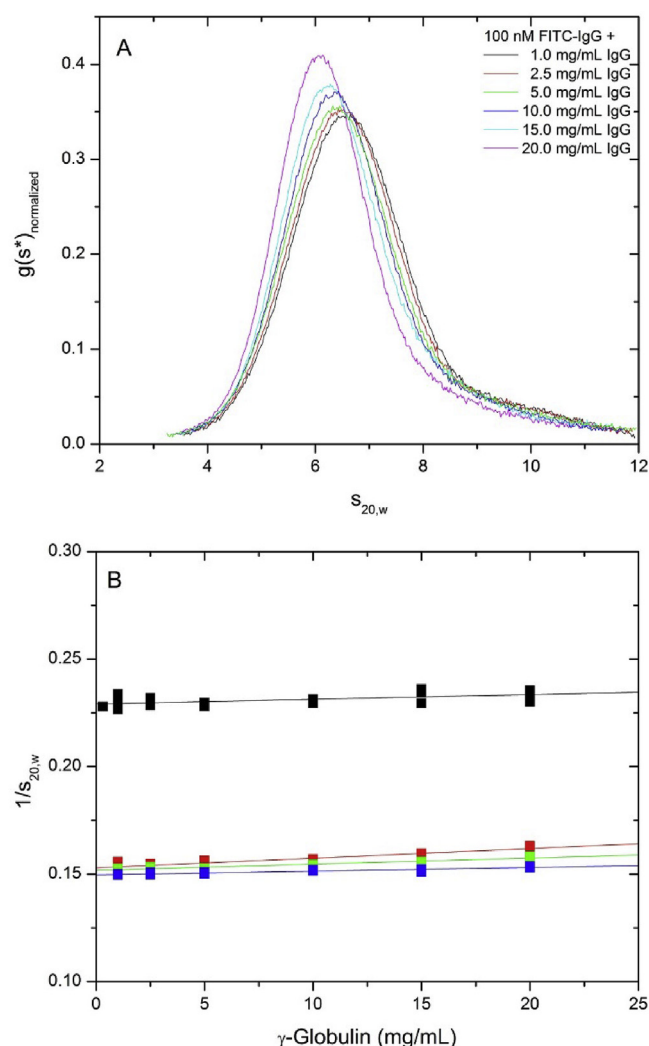 A
100 nM FITC-IgG +
1.0 mg/mL IgG
2.5 mg/mL IgG
5.0 mg/mL IgG
10.0 mg/mL IgG
15.0 mg/mL IgG
20.0 mg/mL IgG
0.4
0.3
0.2
0.1
0.0
g(s*)normalized
2 4 6 8 10 12
s20,w
B
0.30
0.25
0.20
0.15
0.10
1/s20,w
0 5 10 15 20 25
γ-Globulin (mg/mL)